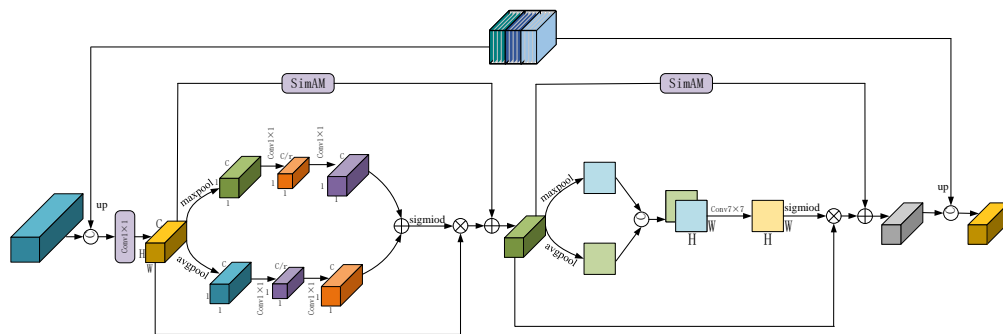 SimAM
SimAM
up
Conv1×1
C
H
W
maxpool
avgpool
C
1
1
Conv1×1
C/r
1
1
Conv1×1
C
1
1
C
1
1
Conv1×1
C/r
1
1
Conv1×1
C
1
1
sigmiod
maxpool
avgpool
H
W
Conv7×7
H
W
sigmiod
up